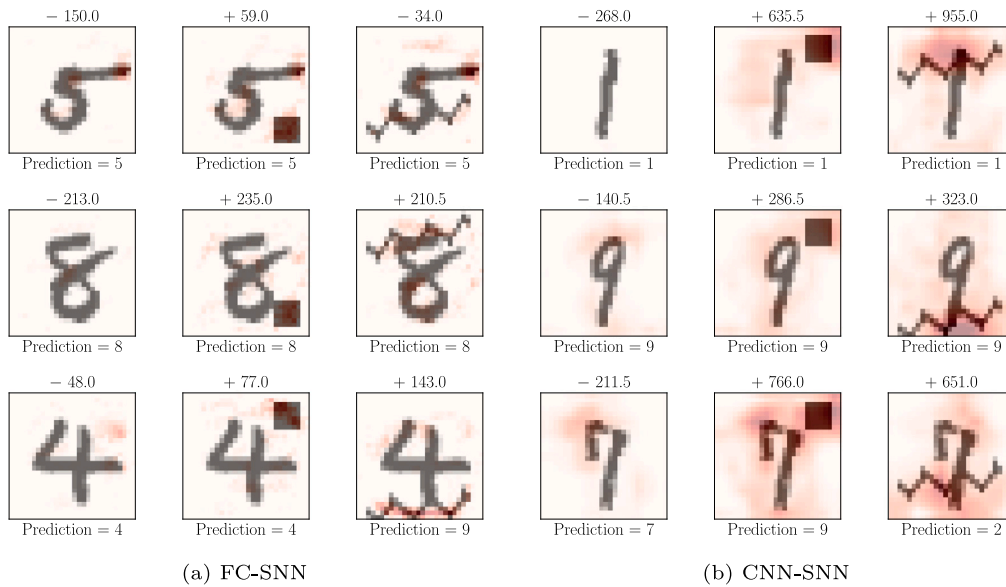 − 150.0 + 59.0 − 34.0 − 268.0 + 635.5 + 955.0
Prediction = 5 Prediction = 5 Prediction = 5 Prediction = 1 Prediction = 1 Prediction = 1
− 213.0 + 235.0 + 210.5 − 140.5 + 286.5 + 323.0
Prediction = 8 Prediction = 8 Prediction = 8 Prediction = 9 Prediction = 9 Prediction = 9
− 48.0 + 77.0 + 143.0 − 211.5 + 766.0 + 651.0
Prediction = 4 Prediction = 4 Prediction = 9 Prediction = 7 Prediction = 9 Prediction = 2
(a) FC-SNN (b) CNN-SNN